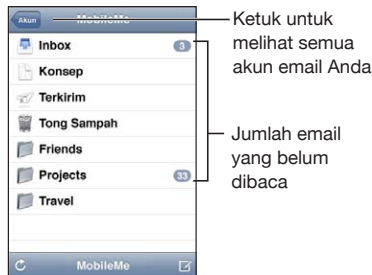 Akun MobileMe
Inbox 3
Konsep
Terkirim
Tong Sampah
Friends
Projects 33
Travel
MobileMe
Ketuk untuk
melihat semua
akun email Anda
Jumlah email
yang belum
dibaca